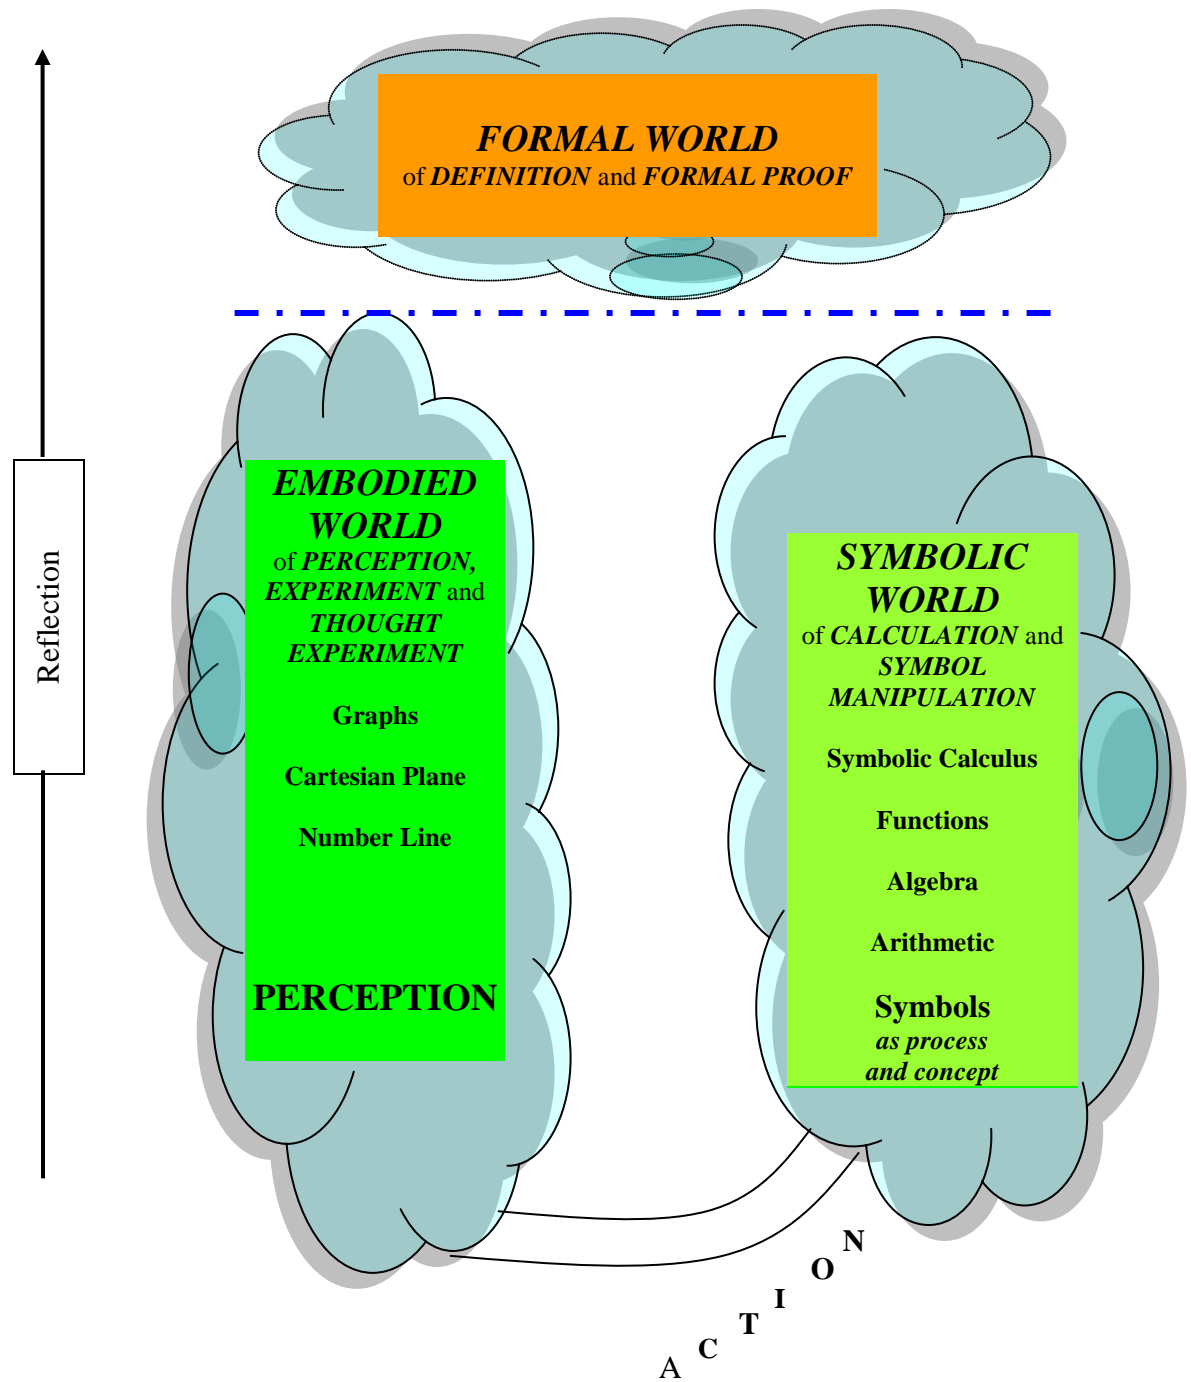 FORMAL WORLD
of DEFINITION and FORMAL PROOF
Reflection
EMBODIED
WORLD
of PERCEPTION,
EXPERIMENT and
THOUGHT
EXPERIMENT
Graphs
Cartesian Plane
Number Line
PERCEPTION
SYMBOLIC
WORLD
of CALCULATION and
SYMBOL
MANIPULATION
Symbolic Calculus
Functions
Algebra
Arithmetic
Symbols
as process
and concept
ACTION